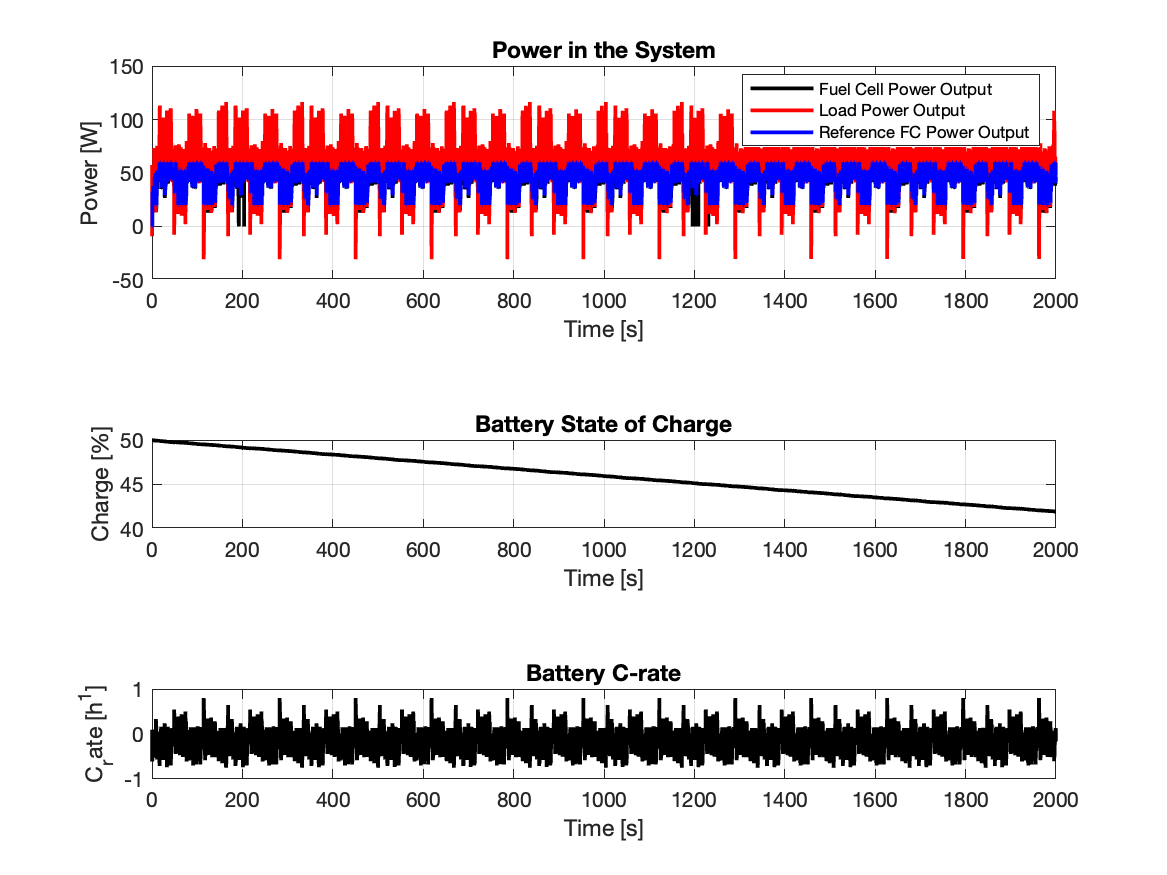 Power in the System
150
100
50
0
-50
Power [W]
Fuel Cell Power Output
Load Power Output
Reference FC Power Output
0 200 400 600 800 1000 1200 1400 1600 1800 2000
Time [s]
Battery State of Charge
50
45
40
Charge [%]
0 200 400 600 800 1000 1200 1400 1600 1800 2000
Time [s]
Battery C-rate
1
0
-1
C_rate [h^1]
0 200 400 600 800 1000 1200 1400 1600 1800 2000
Time [s]